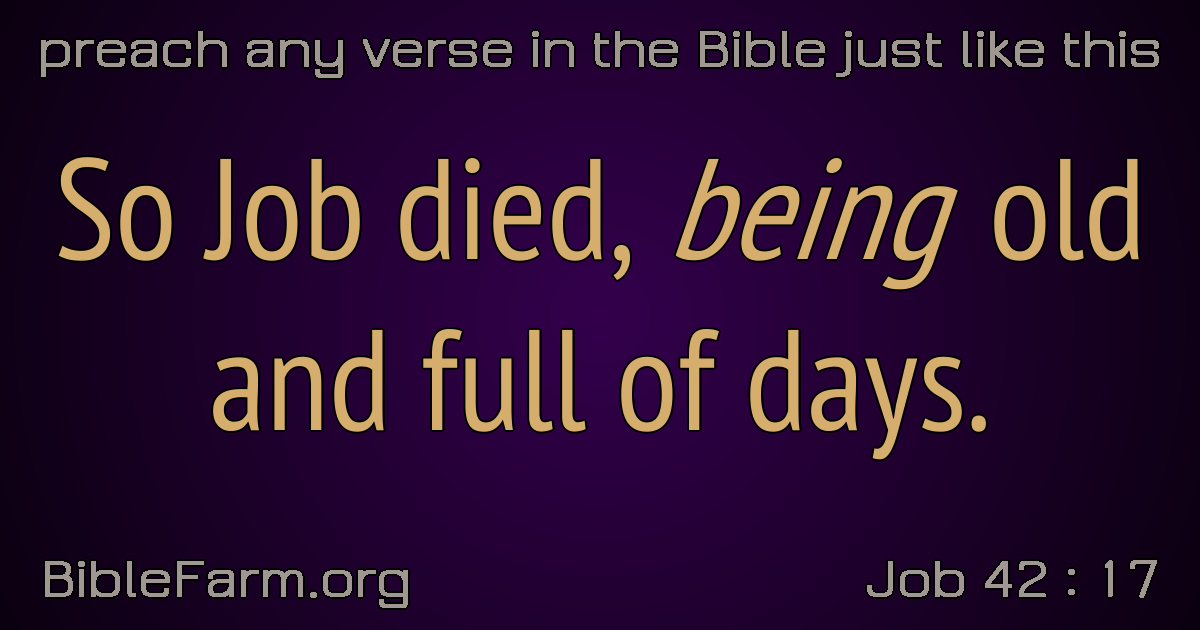 preach any verse in the Bible just like this
So Job died, being old
and full of days.
BibleFarm.org
Job 42 : 17